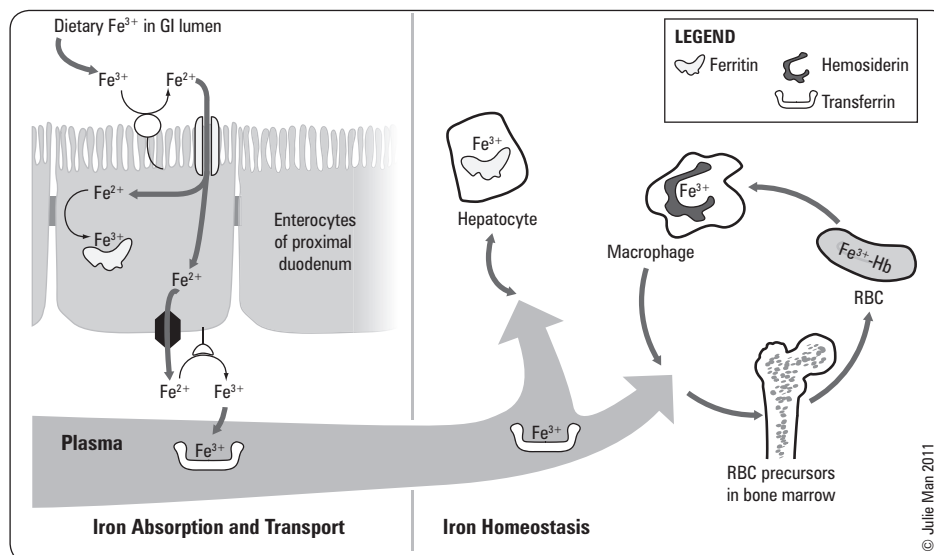 Dietary Fe³⁺ in GI lumen
Fe³⁺
Fe²⁺
Fe²⁺
Fe³⁺
Enterocytes
of proximal
duodenum
Fe²⁺
Fe²⁺
Fe³⁺
Plasma
Fe³⁺
Iron Absorption and Transport
LEGEND
Ferritin
Hemosiderin
Transferrin
Fe³⁺
Hepatocyte
Fe³⁺
Macrophage
Fe³⁺-Hb
RBC
Fe³⁺
RBC precursors
in bone marrow
Iron Homeostasis
© Julie Man 2011